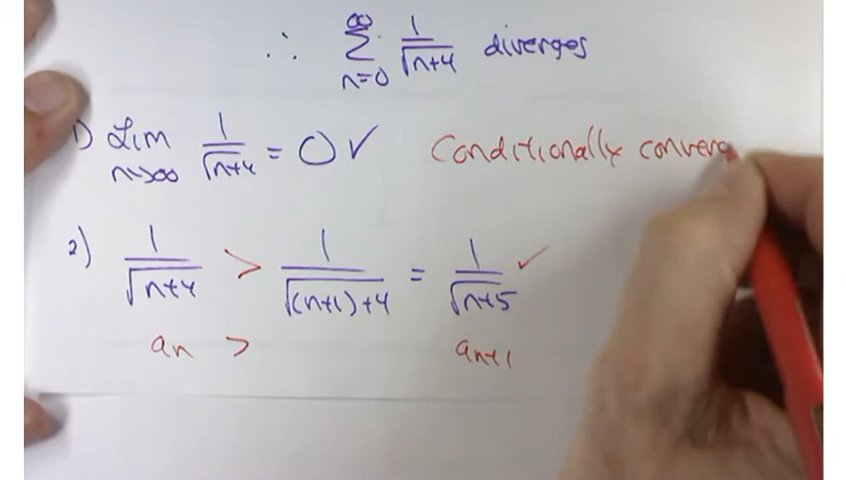 ∴ ∞ Σ n=0 1/√n+4 diverges
1) Lim n→∞ 1/√n+4 = 0 ✓ Conditionally converg
2) 1/√n+4 > 1/√(n+1)+4 = 1/√n+5 ✓
an > an+1